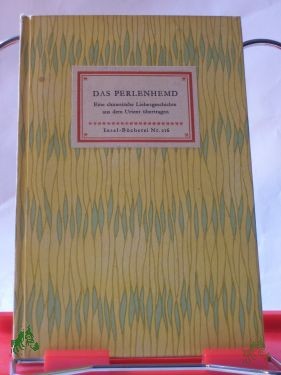 DAS PERLENHEMD
Eine chinesische Liebesgeschichte
aus dem Urtext übertragen
Insel-Bücherei Nr. 216